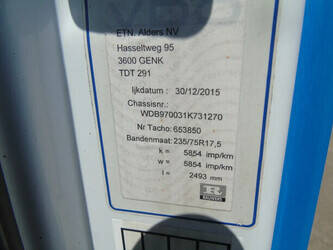 ETN. Alders NV
Hasseltweg 95
3600 GENK
TDT 291
Ijkdatum : 30/12/2015
Chassisnr.:
WDB970031K731270
Nr Tacho: 653850
Bandenmaat: 235/75R17,5
k = 5854 imp/km
w = 5854 imp/km
l = 2493 mm
R